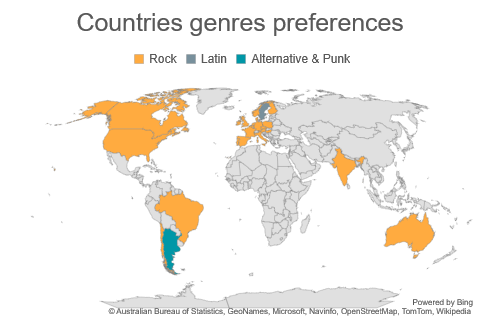 Countries genres preferences
Rock Latin Alternative & Punk
Powered by Bing
© Australian Bureau of Statistics, GeoNames, Microsoft, Navinfo, OpenStreetMap, TomTom, Wikipedia